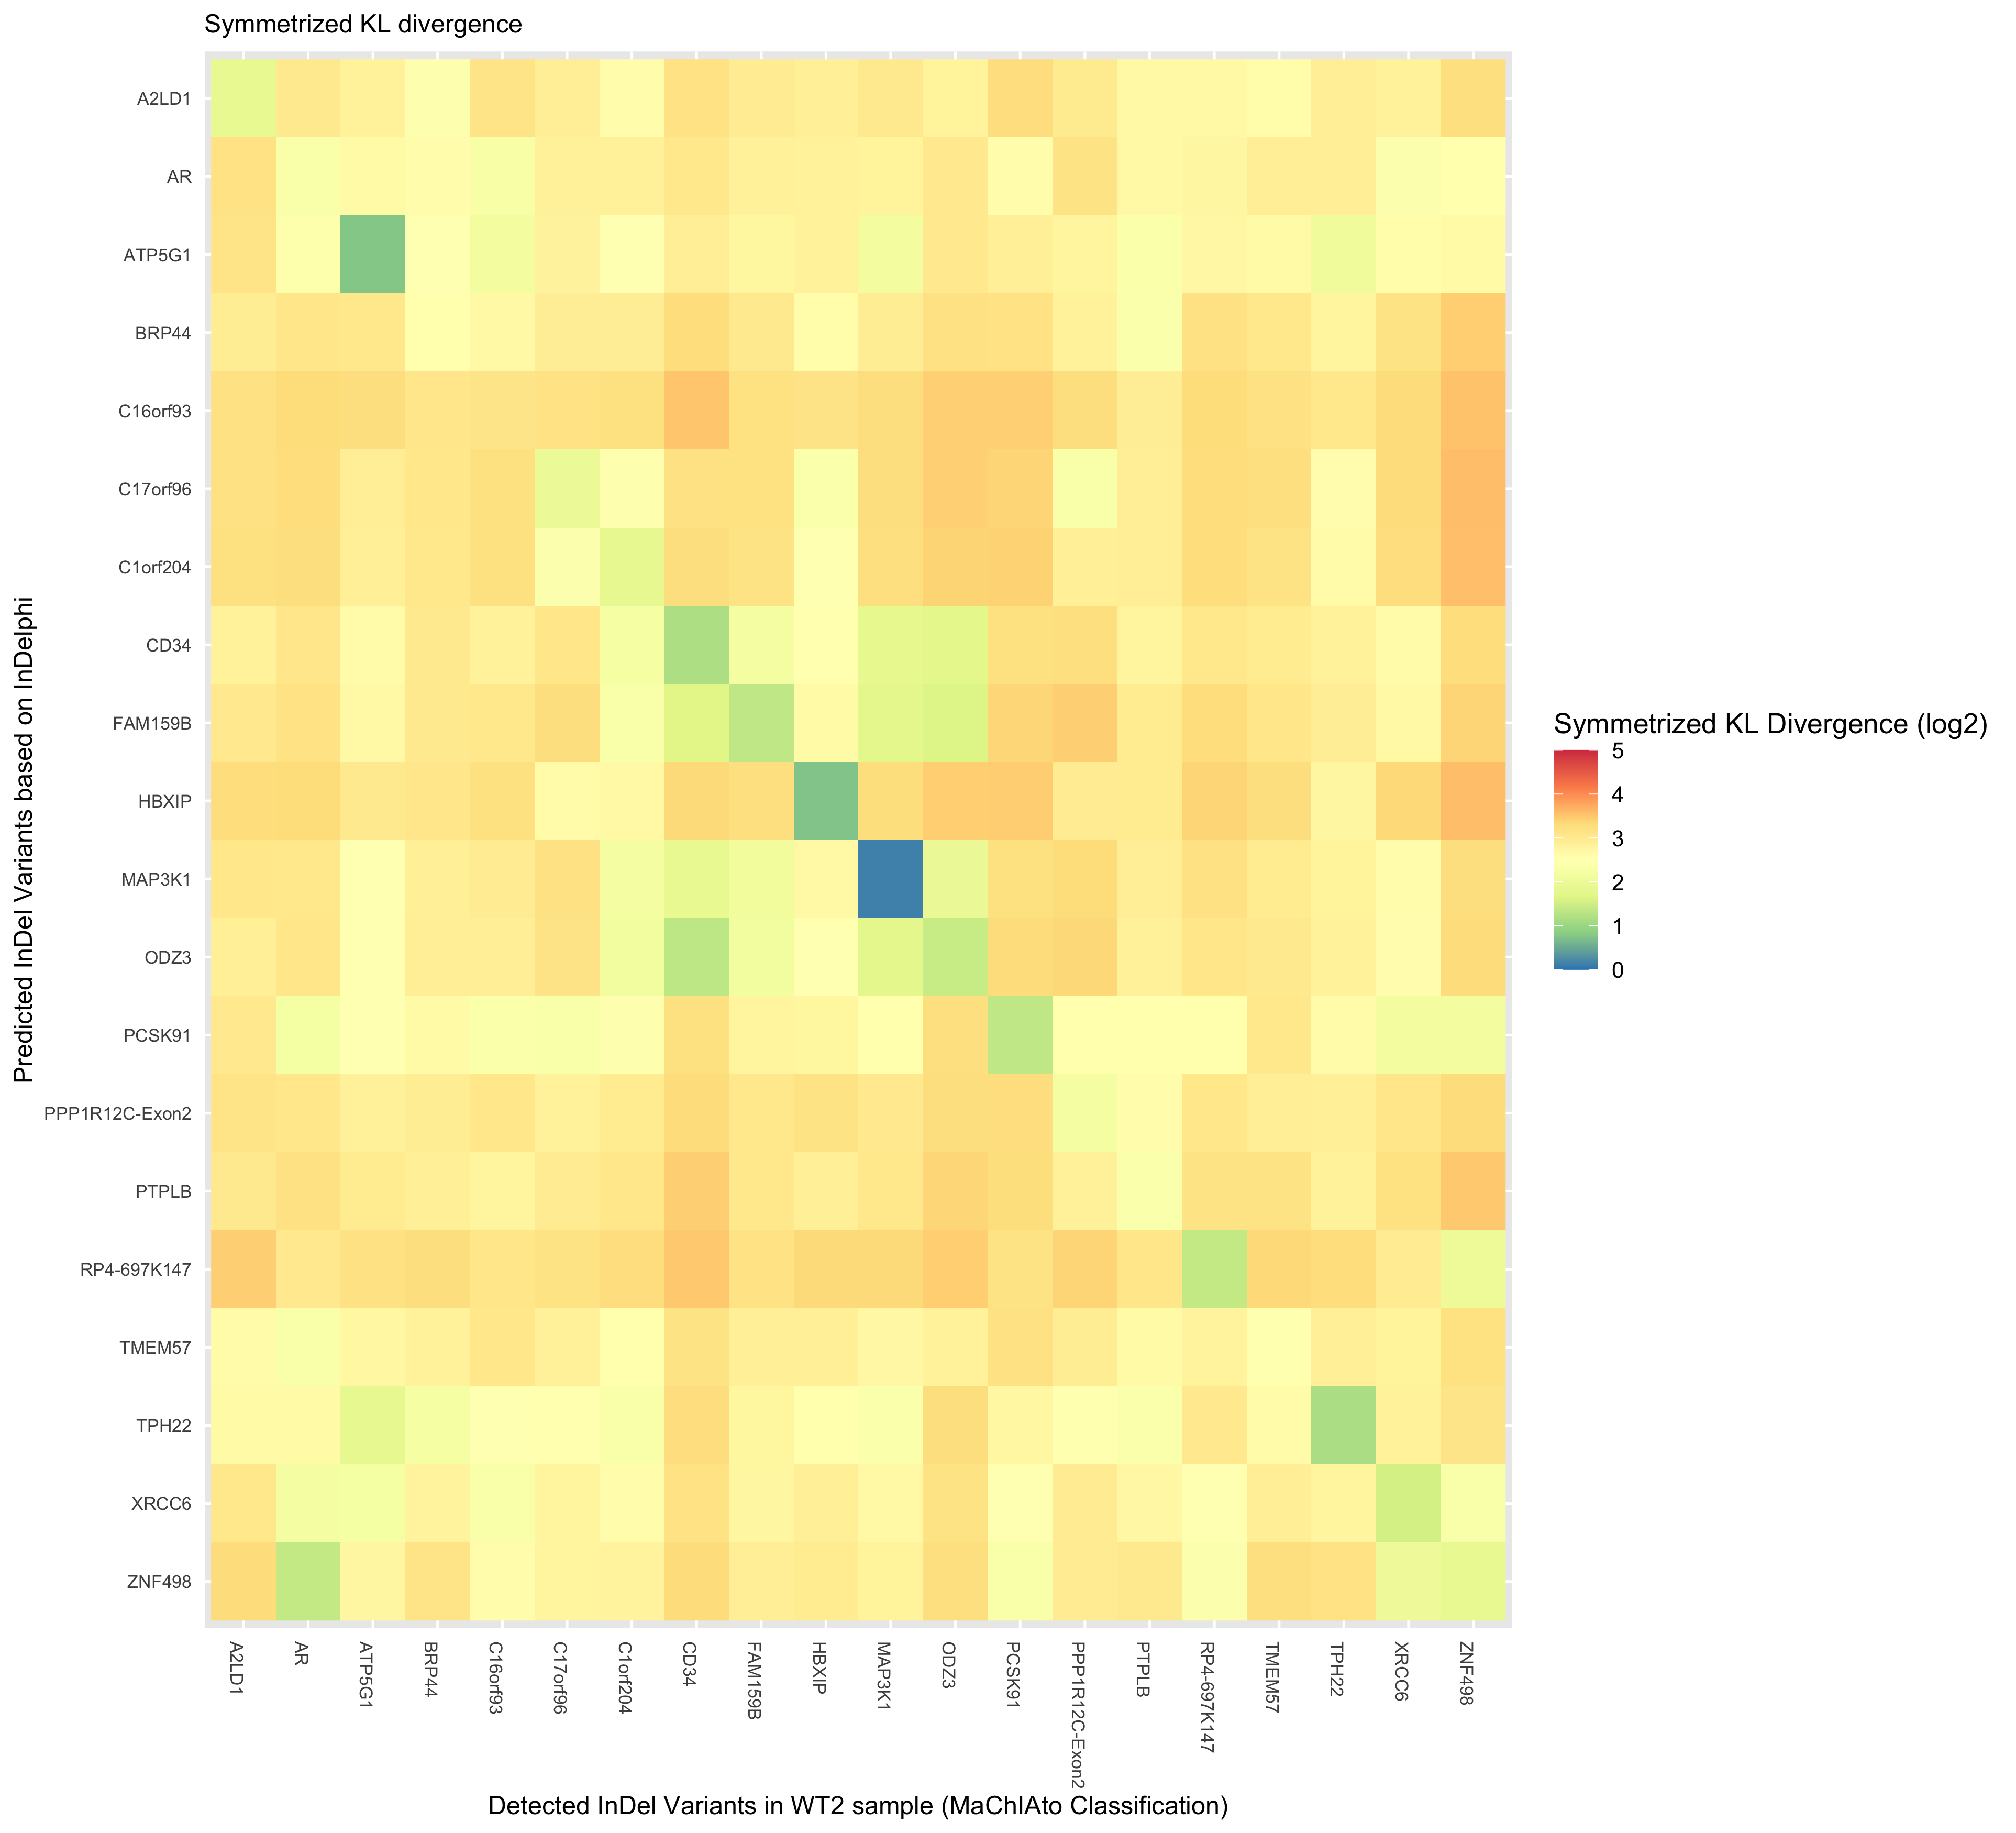 Symmetrized KL divergence
Predicted InDel Variants based on InDelphi
A2LD1
AR
ATP5G1
BRP44
C16orf93
C17orf96
C1orf204
CD34
FAM159B
HBXIP
MAP3K1
ODZ3
PCSK91
PPP1R12C-Exon2
PTPLB
RP4-697K147
TMEM57
TPH22
XRCC6
ZNF498
A2LD1
AR
ATP5G1
BRP44
C16orf93
C17orf96
C1orf204
CD34
FAM159B
HBXIP
MAP3K1
ODZ3
PCSK91
PPP1R12C-Exon2
PTPLB
RP4-697K147
TMEM57
TPH22
XRCC6
ZNF498
Detected InDel Variants in WT2 sample (MaChIAto Classification)
Symmetrized KL Divergence (log2)
5
4
3
2
1
0